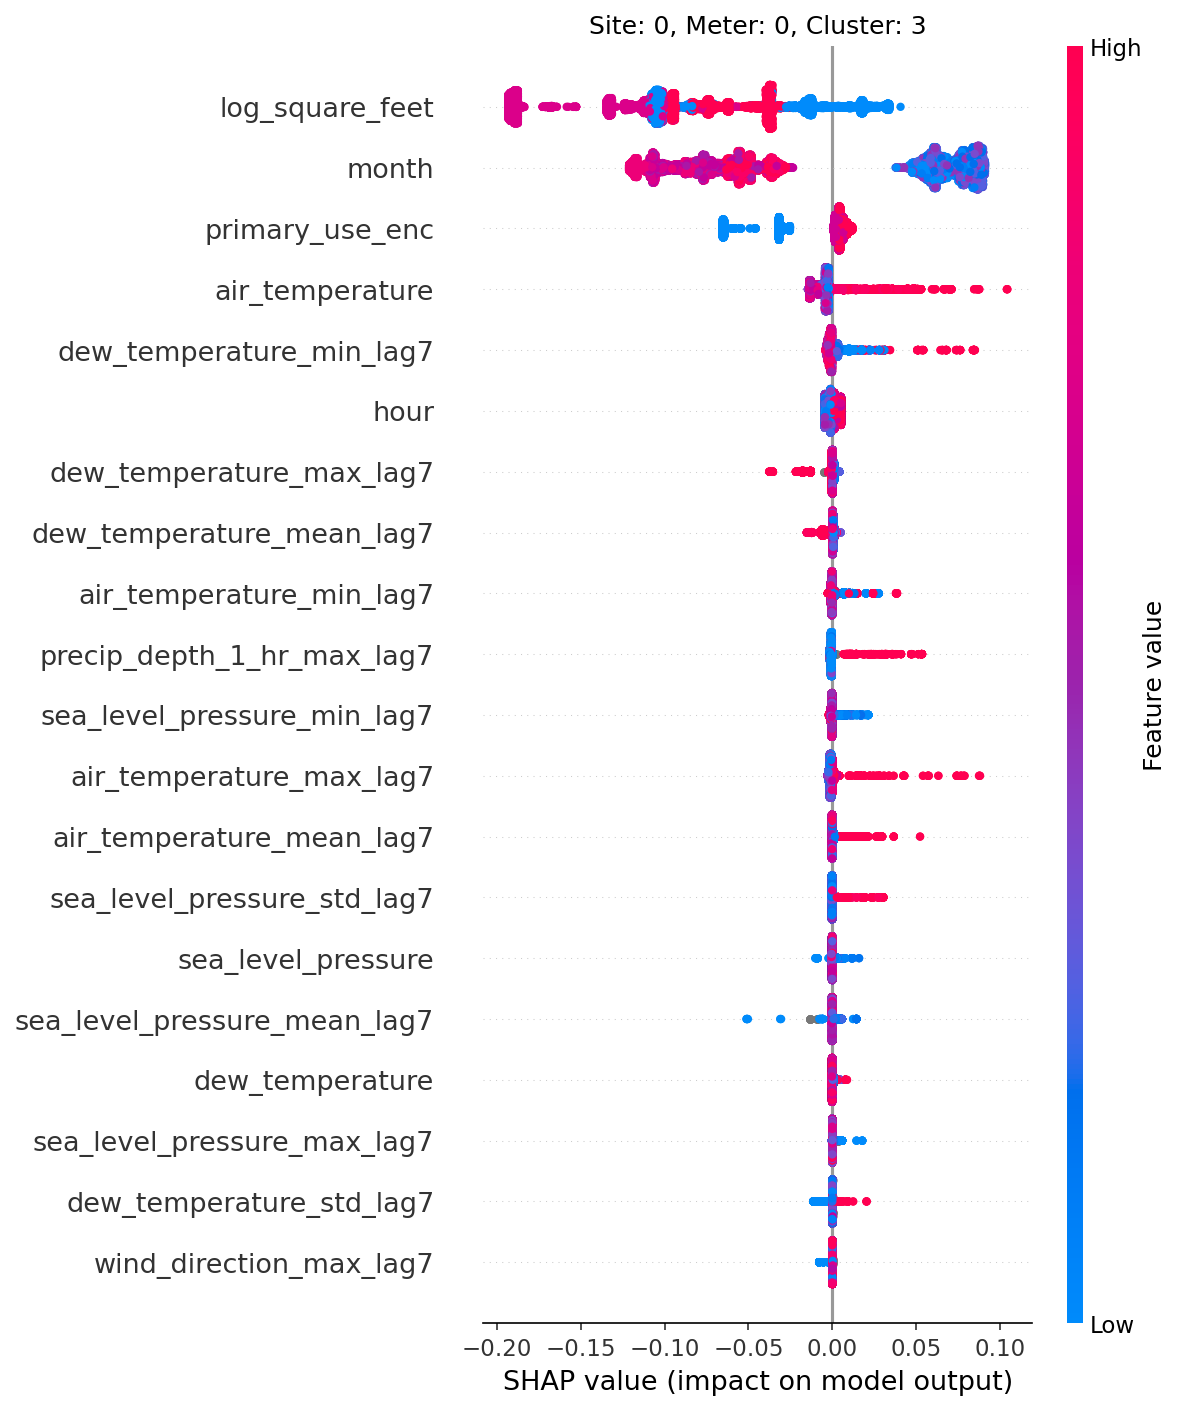 Site: 0, Meter: 0, Cluster: 3
High
log_square_feet
month
primary_use_enc
air_temperature
dew_temperature_min_lag7
hour
dew_temperature_max_lag7
dew_temperature_mean_lag7
air_temperature_min_lag7
precip_depth_1_hr_max_lag7
sea_level_pressure_min_lag7
air_temperature_max_lag7
air_temperature_mean_lag7
sea_level_pressure_std_lag7
sea_level_pressure
sea_level_pressure_mean_lag7
dew_temperature
sea_level_pressure_max_lag7
dew_temperature_std_lag7
wind_direction_max_lag7
Feature value
Low
−0.20 −0.15 −0.10 −0.05 0.00 0.05 0.10
SHAP value (impact on model output)